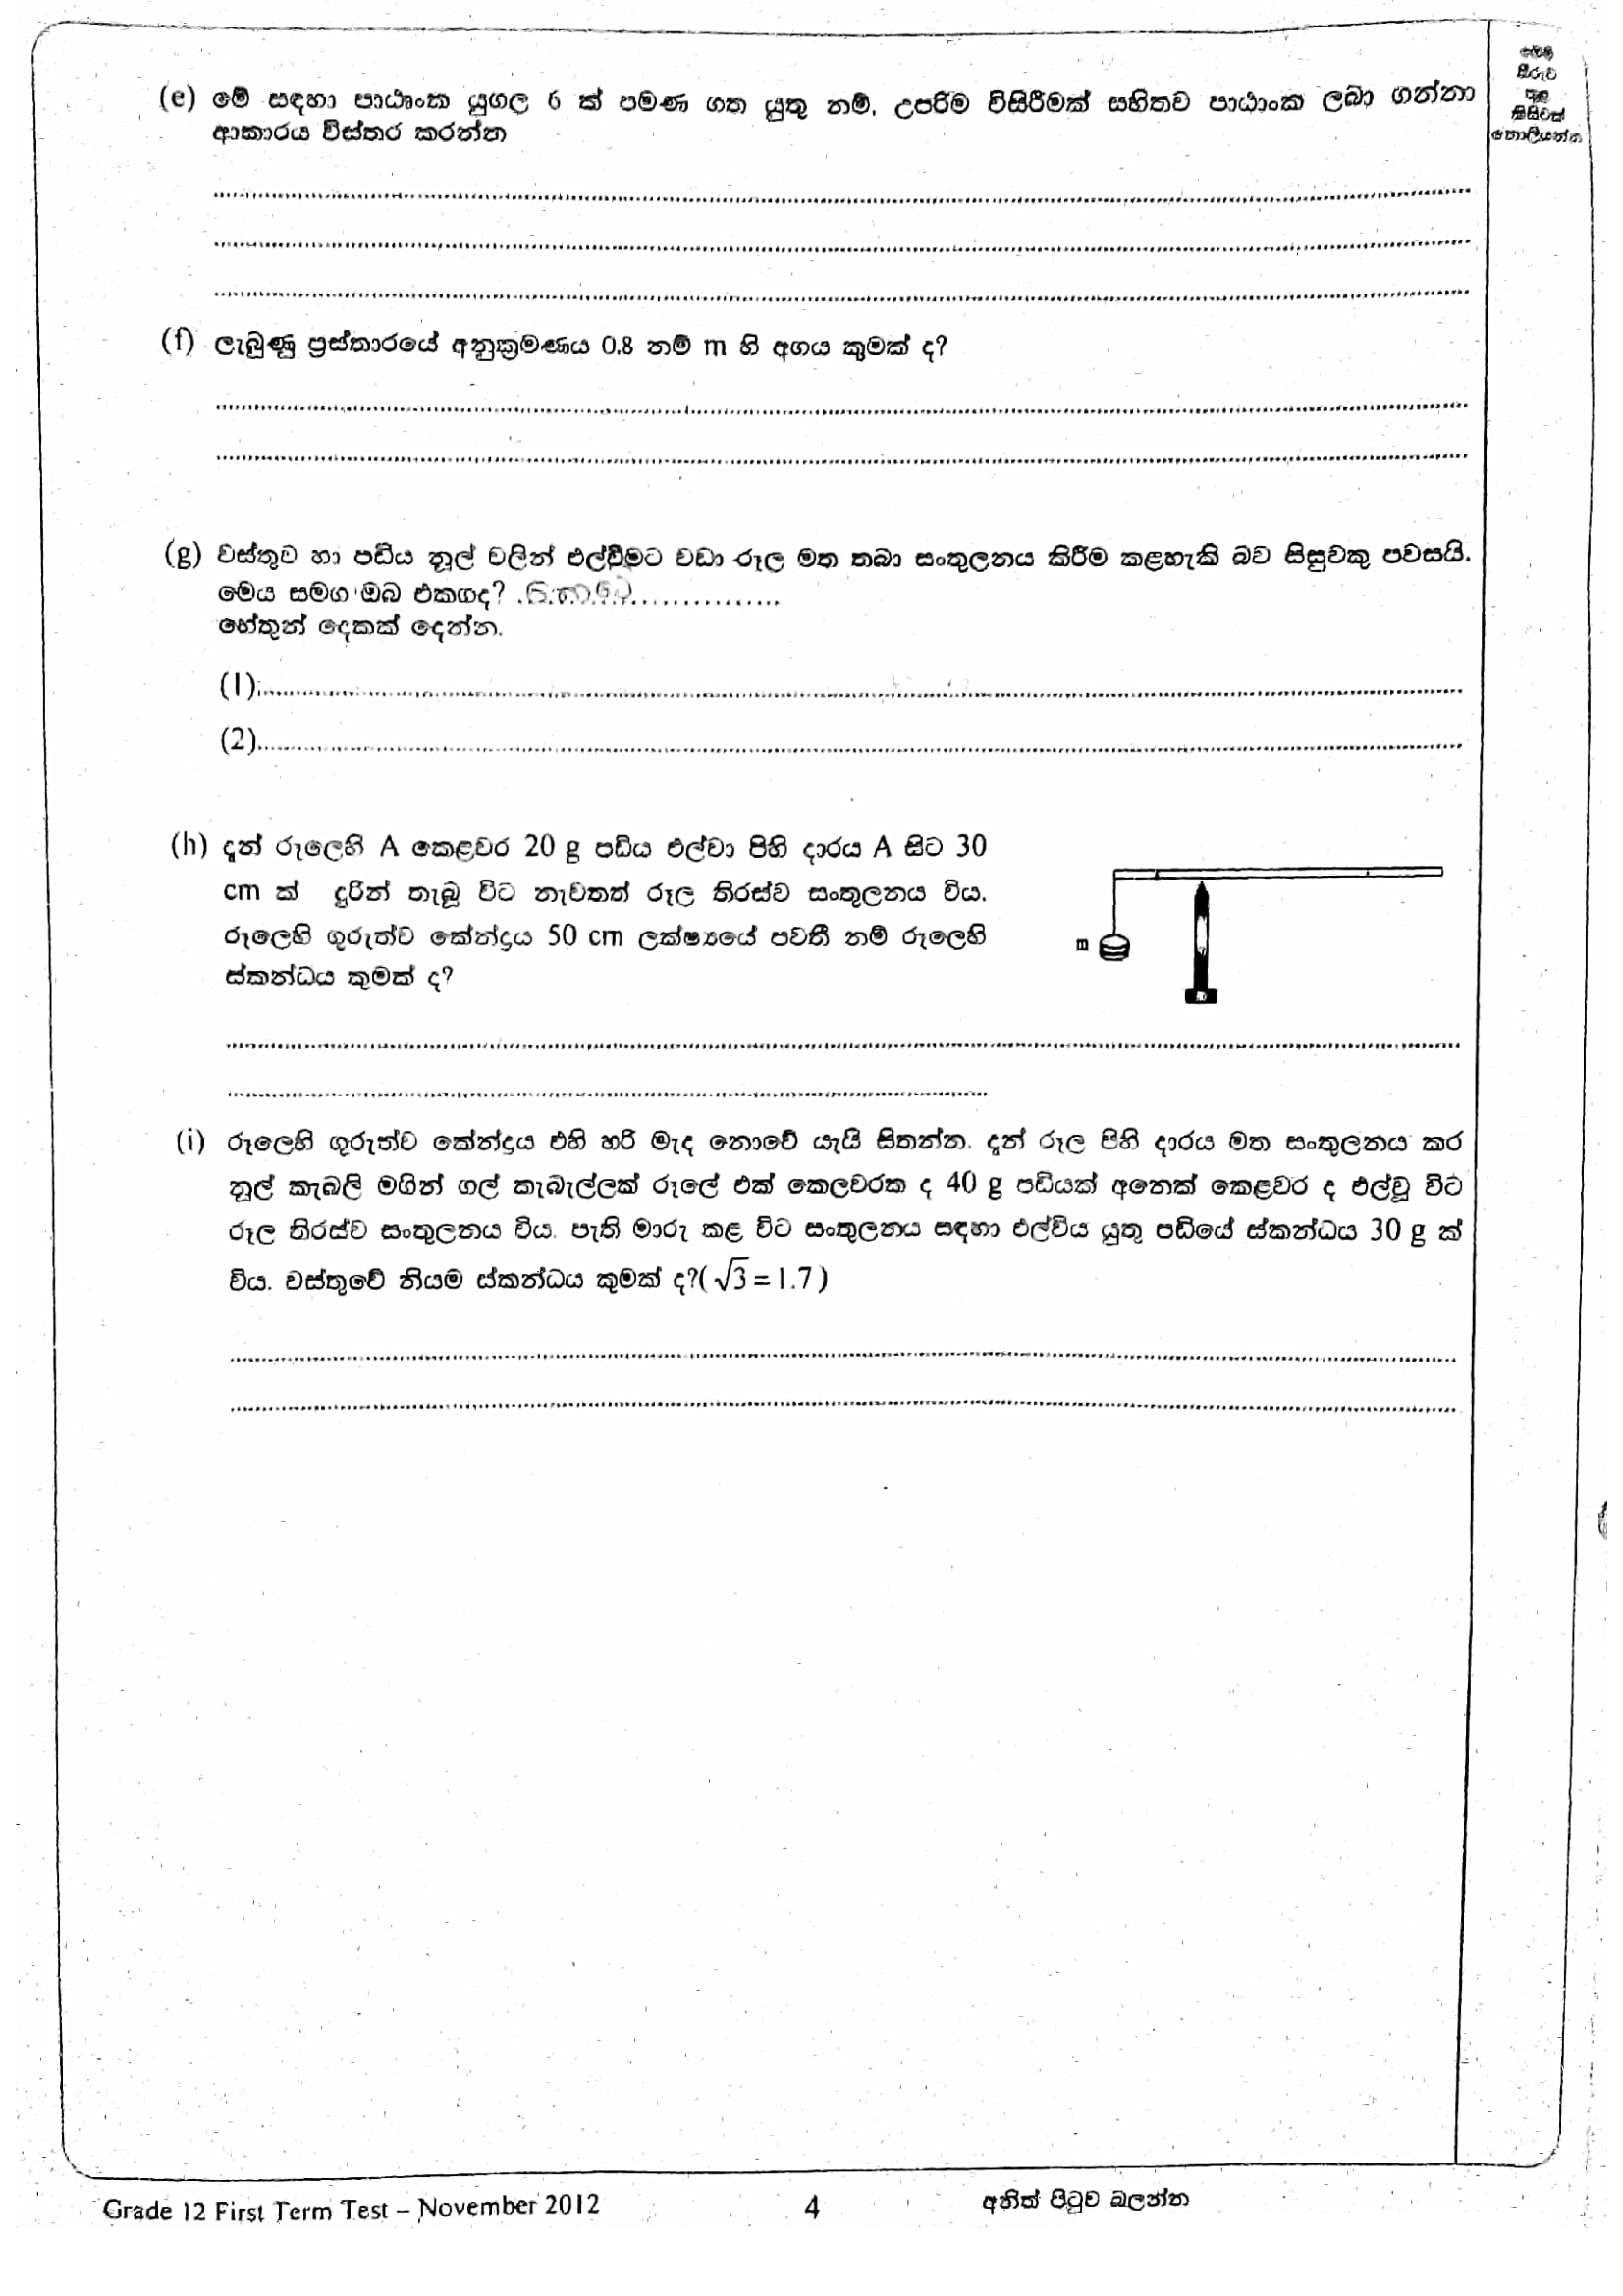 (e) මේ සඳහා පාඨාංක යුගල 6 ක් පමණ ගත යුතු නම්, උපරිම විසිරීමක් සහිතව පාඨාංක ලබා ගන්නා
ආකාරය විස්තර කරන්න
කිසිවක්
නොලියන්න
(f) ලැබුණු ප්‍රස්තාරයේ අනුක්‍රමණය 0.8 නම් m හි අගය කුමක් ද?
(g) වස්තුව හා පඩිය නූල් වලින් එල්වීමට වඩා රූල මත තබා සංතුලනය කිරීම කළහැකි බව සිසුවකු පවසයි.
මෙය සමග ඔබ එකගද?
හේතුන් දෙකක් දෙන්න.
(1)
(2)
(h) දැන් රූලෙහි A කෙළවර 20 g පඩිය එල්වා පිහි දාරය A සිට 30
cm ක් දුරින් තැබූ විට නැවතත් රූල තිරස්ව සංතුලනය විය.
රූලෙහි ගුරුත්ව කේන්ද්‍රය 50 cm ලක්ෂ්‍යයේ පවතී නම් රූලෙහි
ස්කන්ධය කුමක් ද?
m
(i) රූලෙහි ගුරුත්ව කේන්ද්‍රය එහි හරි මැද නොවේ යැයි සිතන්න. දැන් රූල පිහි දාරය මත සංතුලනය කර
නූල් කැබලි මගින් ගල් කැබැල්ලක් රූලේ එක් කෙලවරක ද 40 g පඩියක් අනෙක් කෙළවර ද එල්වූ විට
රූල තිරස්ව සංතුලනය විය. පැති මාරු කළ විට සංතුලනය සඳහා එල්විය යුතු පඩියේ ස්කන්ධය 30 g ක්
විය. වස්තුවේ නියම ස්කන්ධය කුමක් ද?( √3 = 1.7 )
Grade 12 First Term Test – November 2012 4 අනිත් පිටුව බලන්න